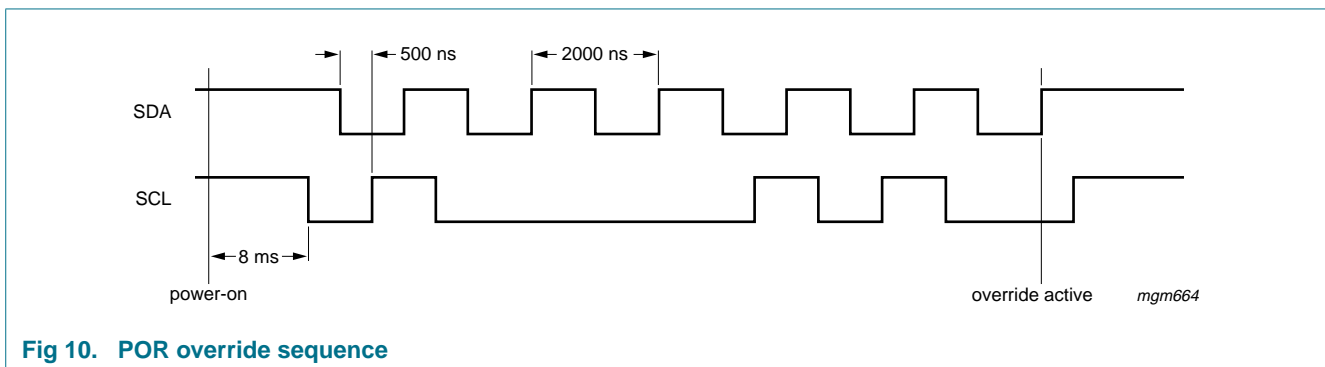 500 ns
2000 ns
SDA
SCL
8 ms
power-on
override active
mgm664
Fig 10. POR override sequence